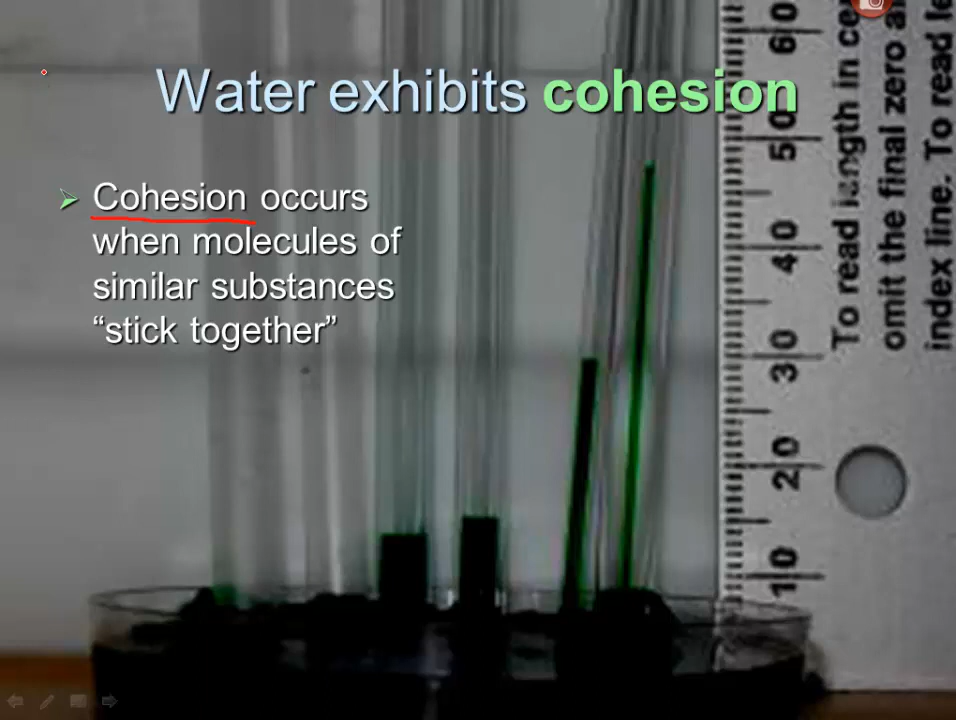 Water exhibits cohesion
Cohesion occurs
when molecules of
similar substances
“stick together”
60
50
40
30
20
10
To read length in ce
omit the final zero a
index line. To read le